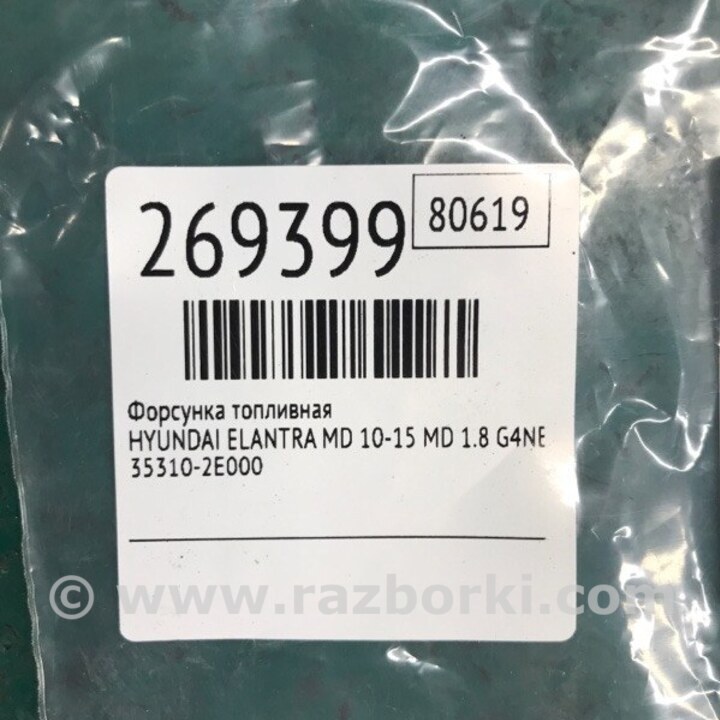 269399
80619
Форсунка топливная
HYUNDAI ELANTRA MD 10-15 MD 1.8 G4NE
35310-2E000
© www.razborki.com